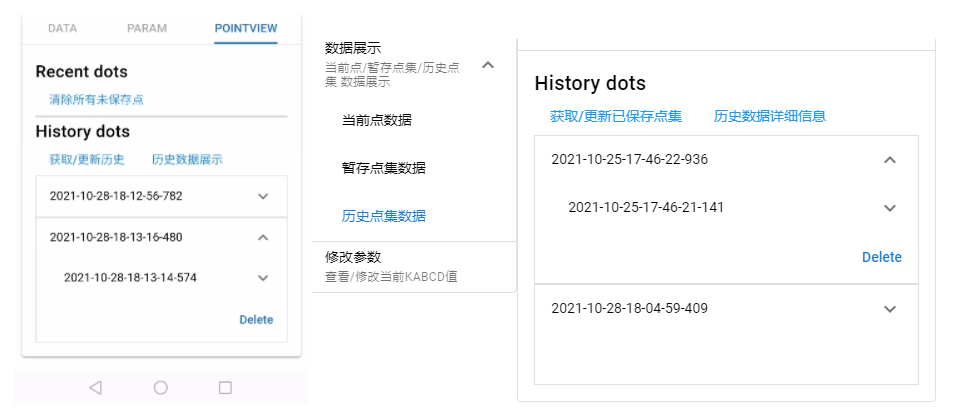 DATA PARAM POINTVIEW
Recent dots
清除所有未保存点
History dots
获取/更新历史 历史数据展示
2021-10-28-18-12-56-782
2021-10-28-18-13-16-480
2021-10-28-18-13-14-574
Delete
数据展示
当前点/暂存点集/历史点
集 数据展示
当前点数据
暂存点集数据
历史点集数据
修改参数
查看/修改当前KABCD值
History dots
获取/更新已保存点集 历史数据详细信息
2021-10-25-17-46-22-936
2021-10-25-17-46-21-141
Delete
2021-10-28-18-04-59-409